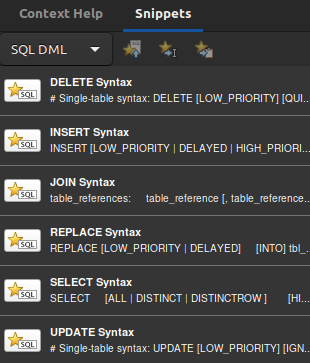 Context Help
Snippets
SQL DML
SQL
DELETE Syntax
# Single-table syntax: DELETE [LOW_PRIORITY] [QUI...
SQL
INSERT Syntax
INSERT [LOW_PRIORITY | DELAYED | HIGH_PRIORI...
SQL
JOIN Syntax
table_references: table_reference [, table_reference...
SQL
REPLACE Syntax
REPLACE [LOW_PRIORITY | DELAYED] [INTO] tbl_...
SQL
SELECT Syntax
SELECT [ALL | DISTINCT | DISTINCTROW ] [HI...
SQL
UPDATE Syntax
# Single-table syntax: UPDATE [LOW_PRIORITY] [IGN...